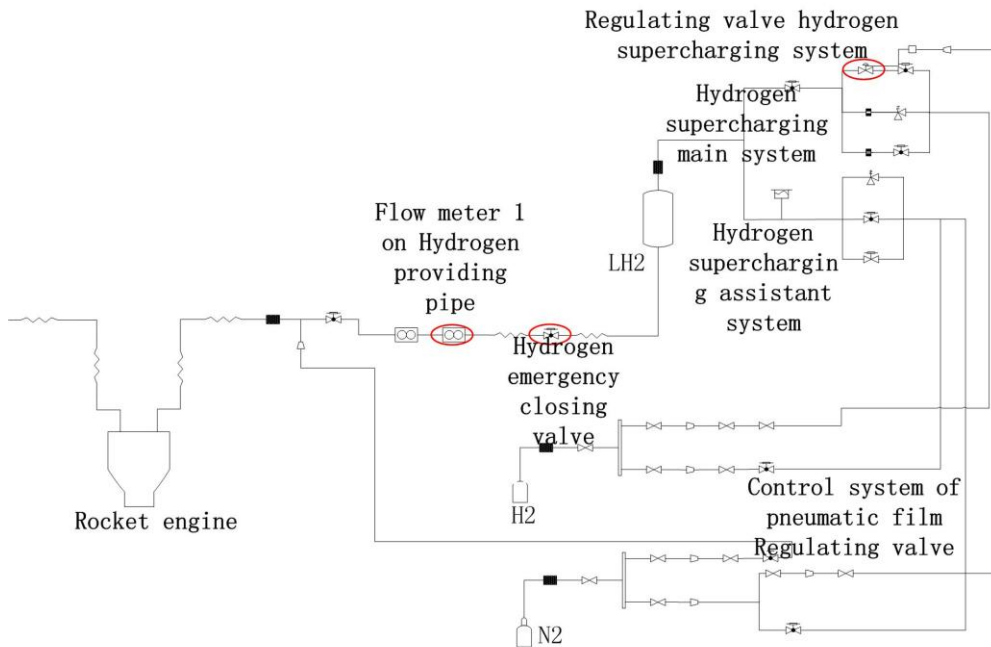 Regulating valve hydrogen
supercharging system
Hydrogen
supercharging
main system
Flow meter 1
on Hydrogen
providing
pipe
LH2
Hydrogen
superchargin
g assistant
system
Hydrogen
emergency
closing
valve
Rocket engine
H2
Control system of
pneumatic film
Regulating valve
N2